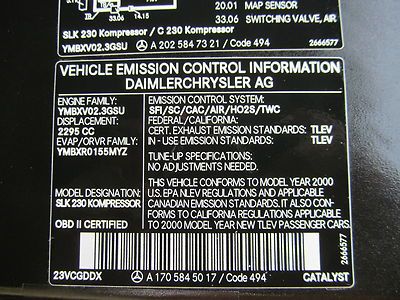 20.01 MAP SENSOR
33.06 14.15
33.06 SWITCHING VALVE, AIR
SLK 230 Kompressor / C 230 Kompressor
YMBXV02.3GSU A 202 584 73 21 / Code 494 2666577
VEHICLE EMISSION CONTROL INFORMATION
DAIMLERCHRYSLER AG
ENGINE FAMILY: EMISSION CONTROL SYSTEM:
YMBXV02.3GSU SFI/SC/CAC/AIR/HO2S/TWC
DISPLACEMENT: FEDERAL/CALIFORNIA:
2295 CC CERT. EXHAUST EMISSION STANDARDS: TLEV
EVAP/ORVR FAMILY: IN - USE EMISSION STANDARDS: TLEV
YMBXR0155MYZ
TUNE-UP SPECIFICATIONS:
NO ADJUSTMENTS NEEDED
THIS VEHICLE CONFORMS TO MODEL YEAR 2000
MODEL DESIGNATION: U.S. EPA NLEV REGULATIONS AND APPLICABLE
SLK 230 KOMPRESSOR CANADIAN EMISSION STANDARDS. IT ALSO CONFORMS
TO CALIFORNIA REGULATIONS APPLICABLE
OBD II CERTIFIED TO 2000 MODEL YEAR NEW TLEV PASSENGER CARS.
2666577
23VCGDDX A 170 584 50 17 / Code 494 CATALYST